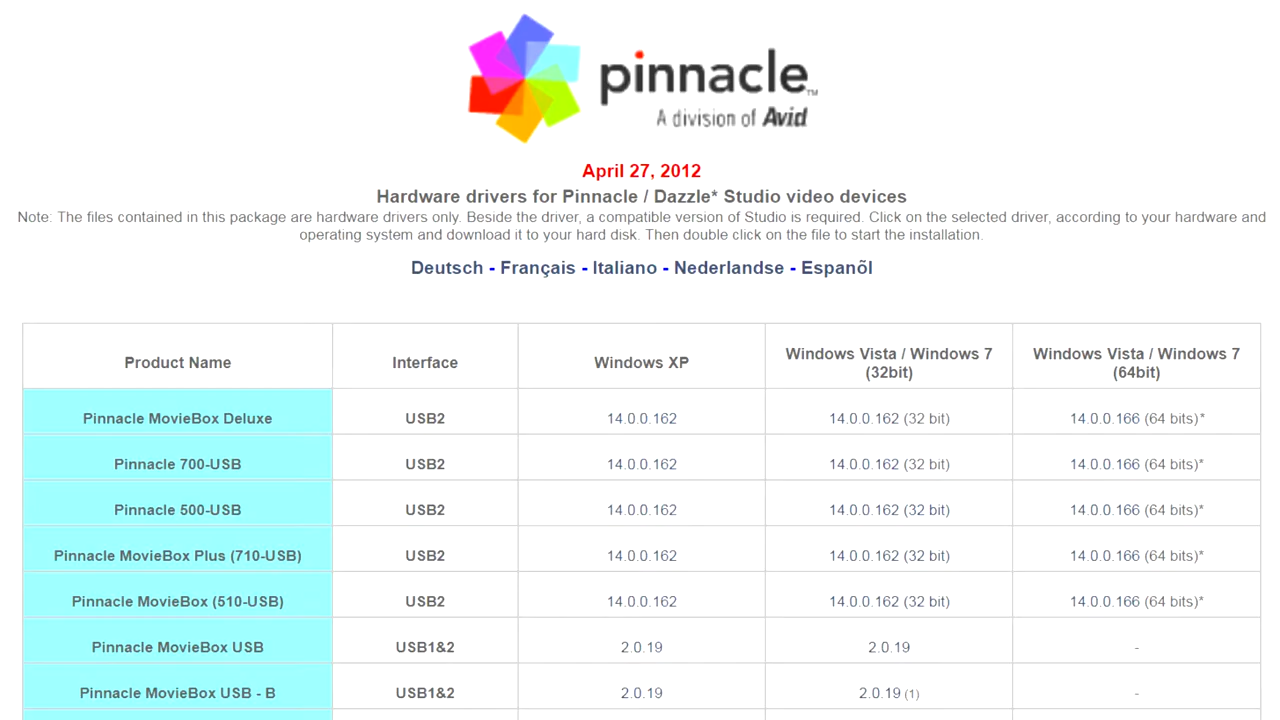 pinnacle™
A division of Avid
April 27, 2012
Hardware drivers for Pinnacle / Dazzle* Studio video devices
Note: The files contained in this package are hardware drivers only. Beside the driver, a compatible version of Studio is required. Click on the selected driver, according to your hardware and
operating system and download it to your hard disk. Then double click on the file to start the installation.
Deutsch - Français - Italiano - Nederlandse - Espanõl
Product Name Interface Windows XP Windows Vista / Windows 7 (32bit) Windows Vista / Windows 7 (64bit)
Pinnacle MovieBox Deluxe USB2 14.0.0.162 14.0.0.162 (32 bit) 14.0.0.166 (64 bits)*
Pinnacle 700-USB USB2 14.0.0.162 14.0.0.162 (32 bit) 14.0.0.166 (64 bits)*
Pinnacle 500-USB USB2 14.0.0.162 14.0.0.162 (32 bit) 14.0.0.166 (64 bits)*
Pinnacle MovieBox Plus (710-USB) USB2 14.0.0.162 14.0.0.162 (32 bit) 14.0.0.166 (64 bits)*
Pinnacle MovieBox (510-USB) USB2 14.0.0.162 14.0.0.162 (32 bit) 14.0.0.166 (64 bits)*
Pinnacle MovieBox USB USB1&2 2.0.19 2.0.19 -
Pinnacle MovieBox USB - B USB1&2 2.0.19 2.0.19 (1) -